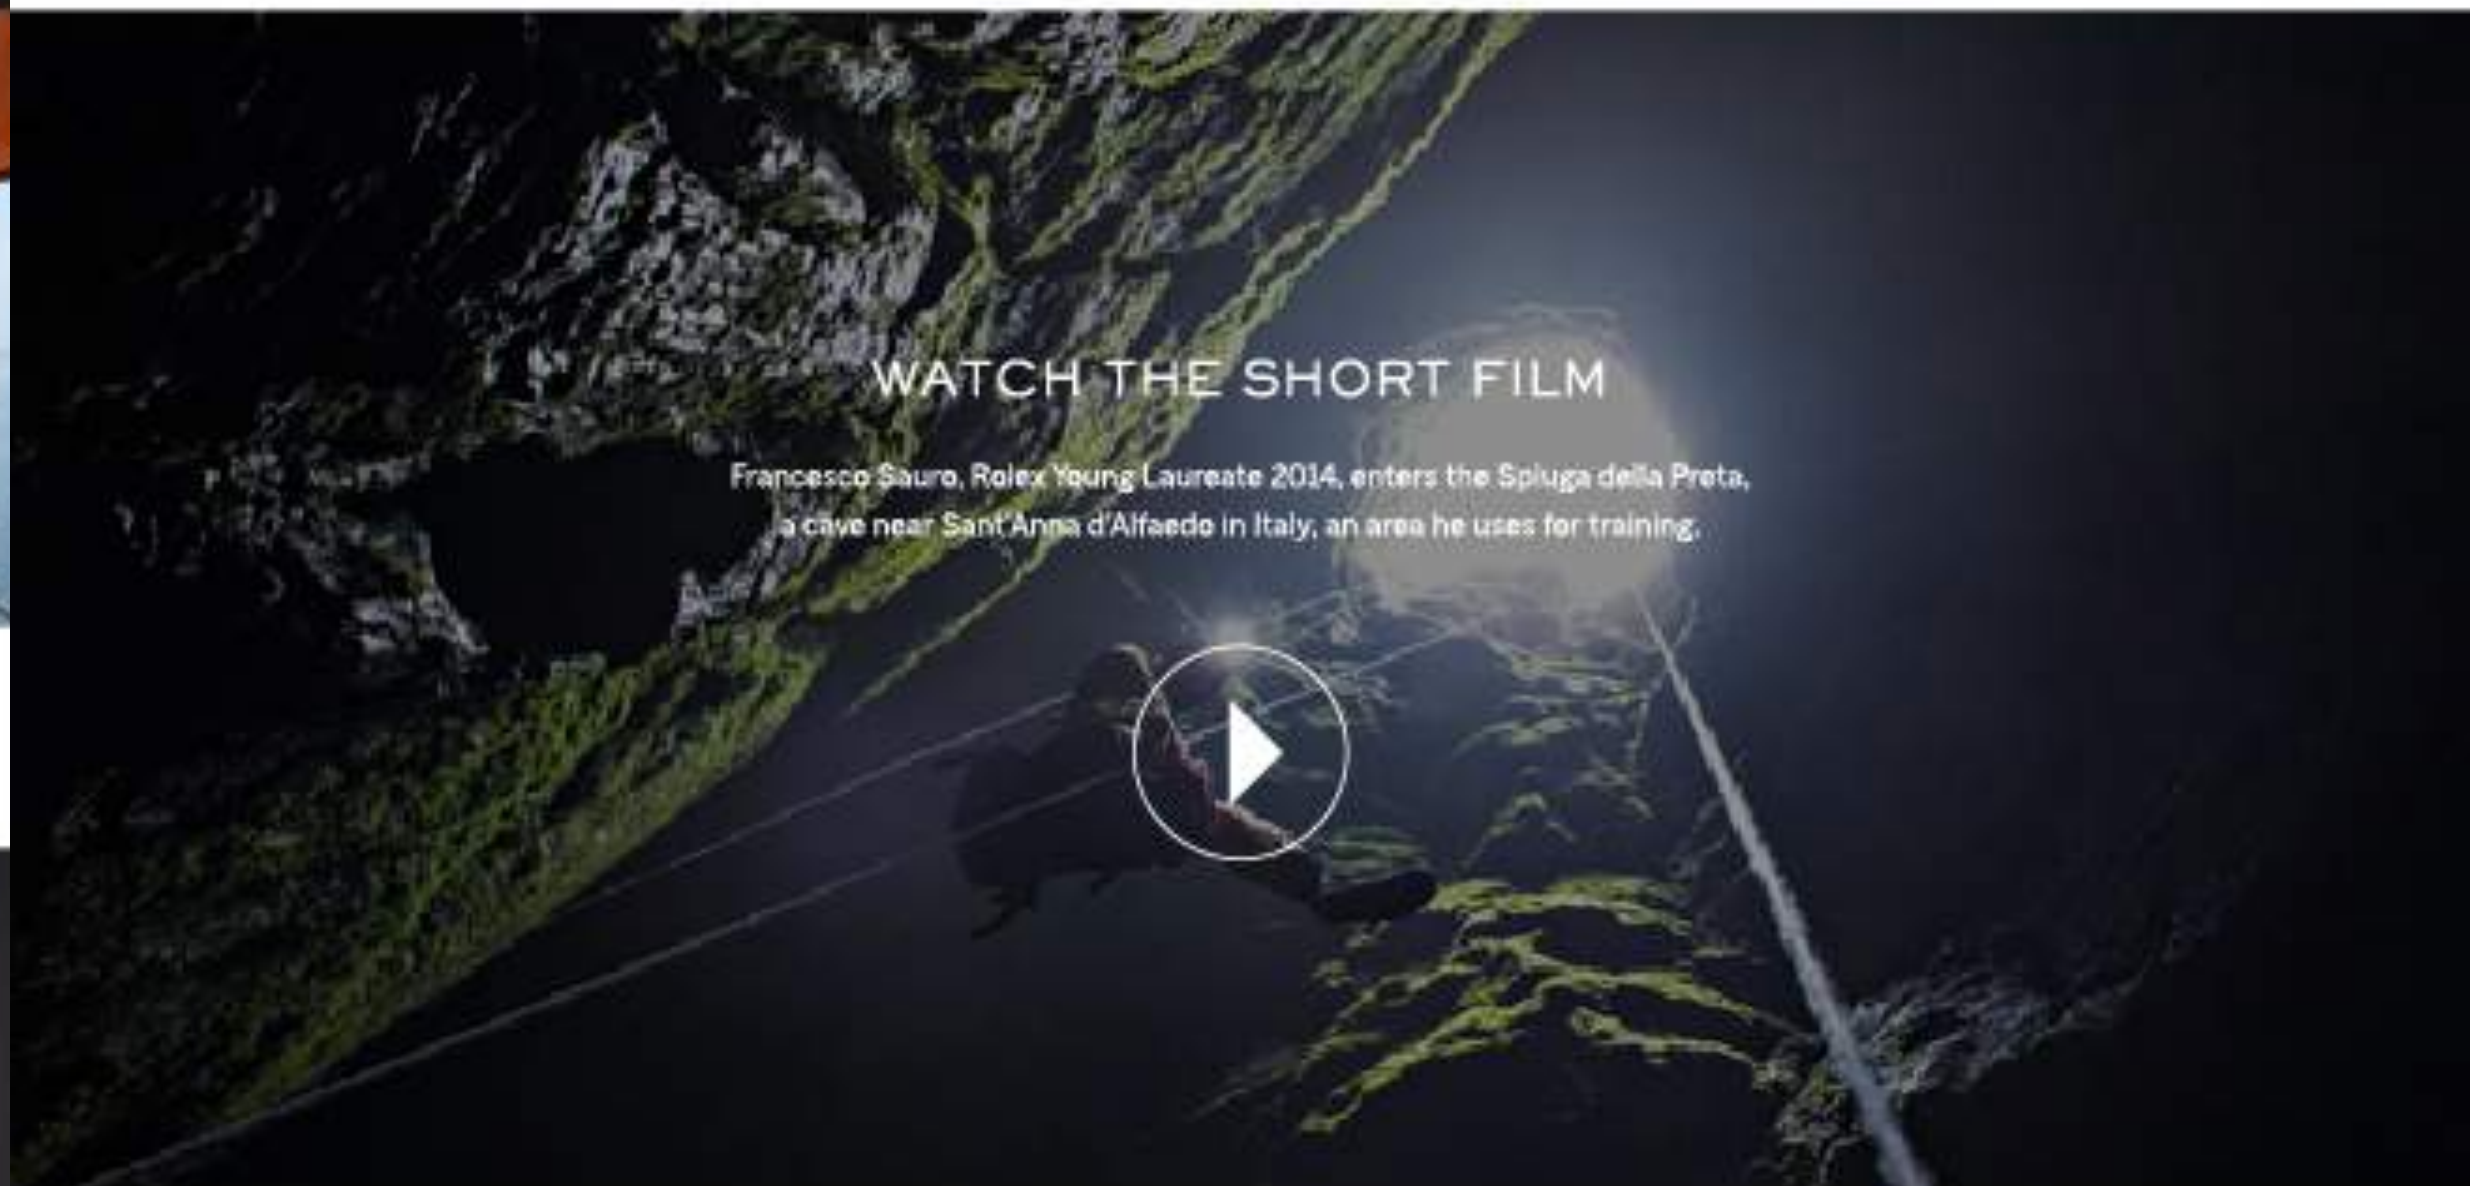 WATCH THE SHORT FILM
Francesco Sauro, Rolex Young Laureate 2014, enters the Spluga della Preta,
a cave near Sant'Anna d'Alfaedo in Italy, an area he uses for training.